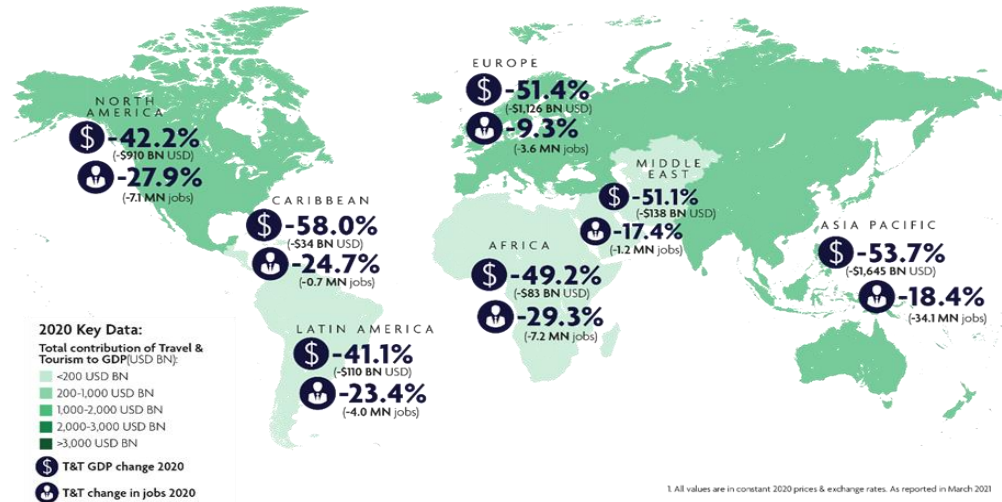 EUROPE
-51.4%
(-$1,126 BN USD)
-9.3%
(-3.6 MN jobs)
NORTH
AMERICA
-42.2%
(-$910 BN USD)
-27.9%
(-7.1 MN jobs)
MIDDLE
EAST
-51.1%
(-$138 BN USD)
-17.4%
(-1.2 MN jobs)
CARIBBEAN
-58.0%
(-$34 BN USD)
-24.7%
(-0.7 MN jobs)
AFRICA
-49.2%
(-$83 BN USD)
-29.3%
(-7.2 MN jobs)
ASIA PACIFIC
-53.7%
(-$1,645 BN USD)
-18.4%
(-34.1 MN jobs)
LATIN AMERICA
-41.1%
(-$110 BN USD)
-23.4%
(-4.0 MN jobs)
2020 Key Data:
Total contribution of Travel &
Tourism to GDP(USD BN):
<200 USD BN
200-1,000 USD BN
1,000-2,000 USD BN
2,000-3,000 USD BN
>3,000 USD BN
$ T&T GDP change 2020
T&T change in jobs 2020
1. All values are in constant 2020 prices & exchange rates. As reported in March 2021